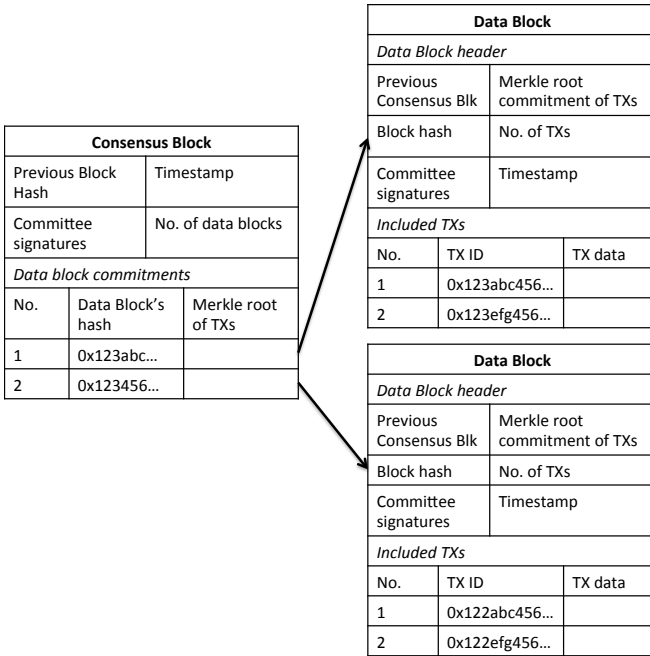 Consensus Block
Previous Block Hash
Timestamp
Committee signatures
No. of data blocks
Data block commitments
No.
Data Block's hash
Merkle root of TXs
1
0x123abc...
2
0x123456...
Data Block
Data Block header
Previous Consensus Blk
Merkle root commitment of TXs
Block hash
No. of TXs
Committee signatures
Timestamp
Included TXs
No.
TX ID
TX data
1
0x123abc456...
2
0x123efg456...
Data Block
Data Block header
Previous Consensus Blk
Merkle root commitment of TXs
Block hash
No. of TXs
Committee signatures
Timestamp
Included TXs
No.
TX ID
TX data
1
0x122abc456...
2
0x122efg456...